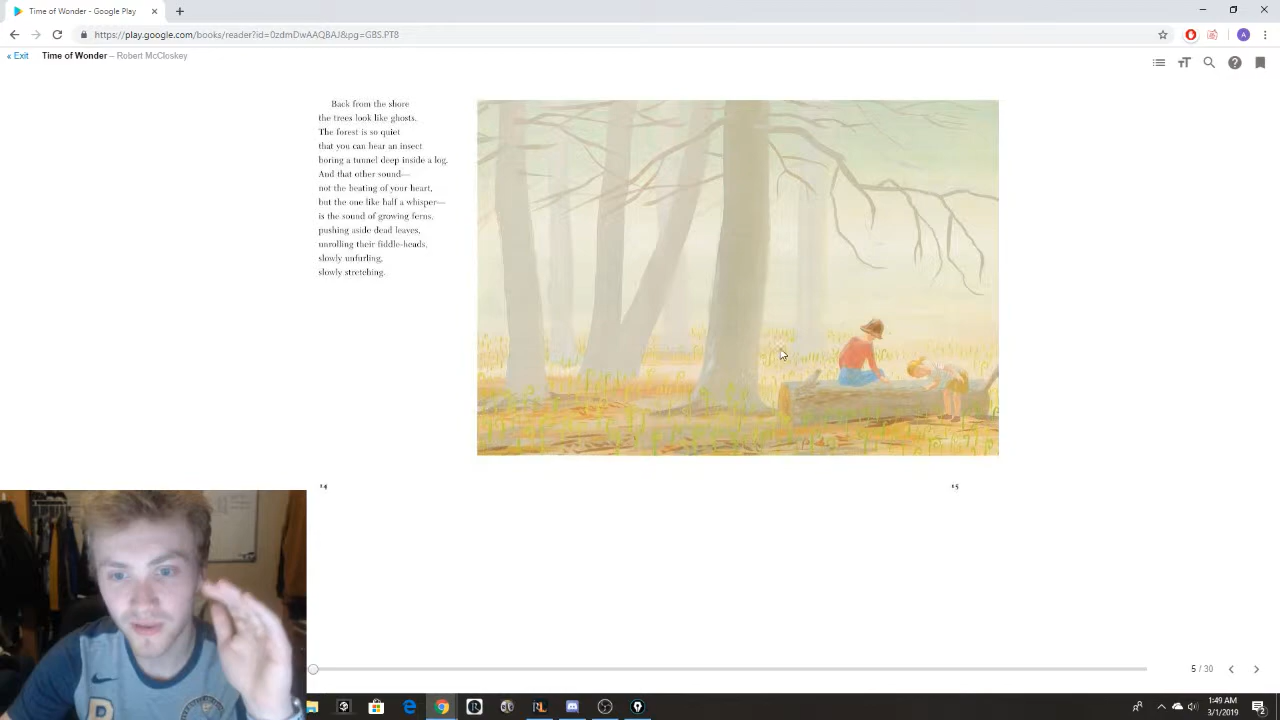 Time of Wonder - Google Play
https://play.google.com/books/reader?id=0zdmDwAAQBAJ&pg=GBS.PT8
« Exit Time of Wonder – Robert McCloskey
Back from the shore
the trees look like ghosts.
The forest is so quiet
that you can hear an insect
boring a tunnel deep inside a log.
And that other sound—
not the beating of your heart,
but the one like half a whisper—
is the sound of growing ferns,
pushing aside dead leaves,
unrolling their fiddle-heads,
slowly unfurling,
slowly stretching.
14
15
5 / 30
1:49 AM
3/1/2019